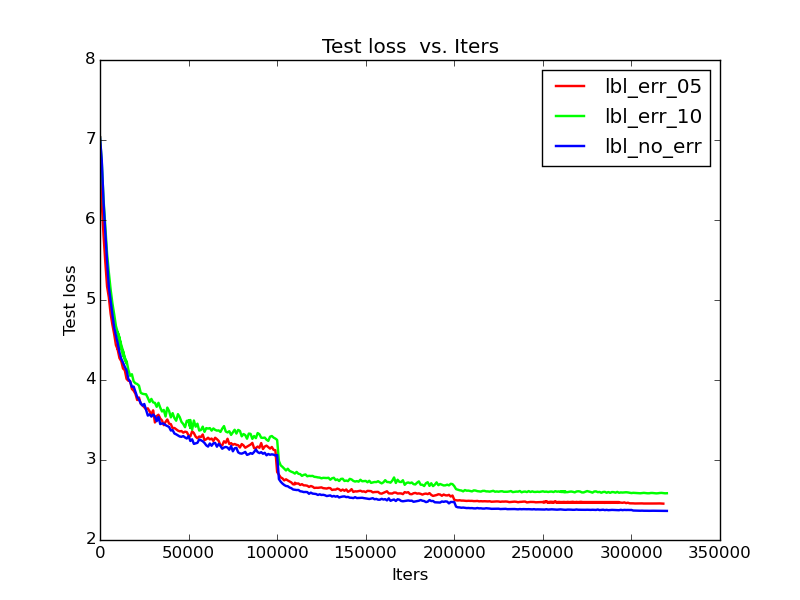 Test loss  vs. Iters
8
7
6
5
4
3
2
Test loss
lbl_err_05
lbl_err_10
lbl_no_err
0 50000 100000 150000 200000 250000 300000 350000
Iters